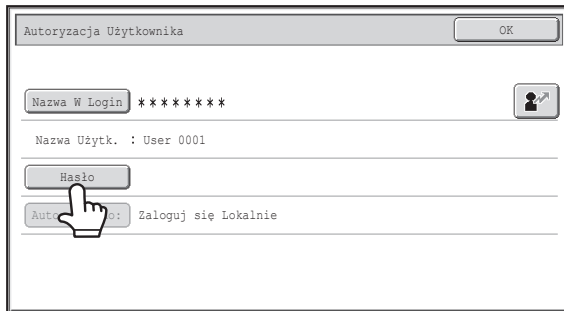 Autoryzacja Użytkownika OK
Nazwa W Login ********
Nazwa Użytk. : User 0001
Hasło
Zaloguj się Lokalnie